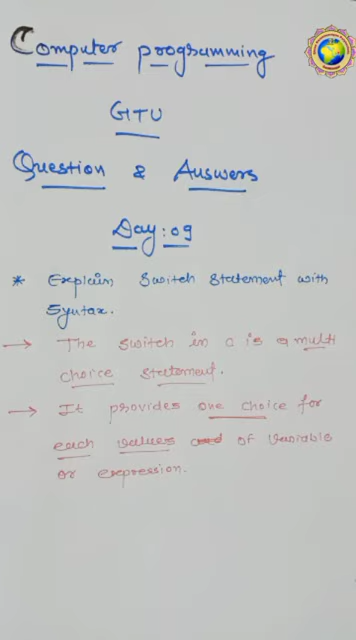 Computer programming
GTU
Question & Answers
Day:09
* Explain Switch Statement with
Syntax.
→ The switch in c is a multi
choice statement.
→ It provides one choice for
each values of variable
or expression.